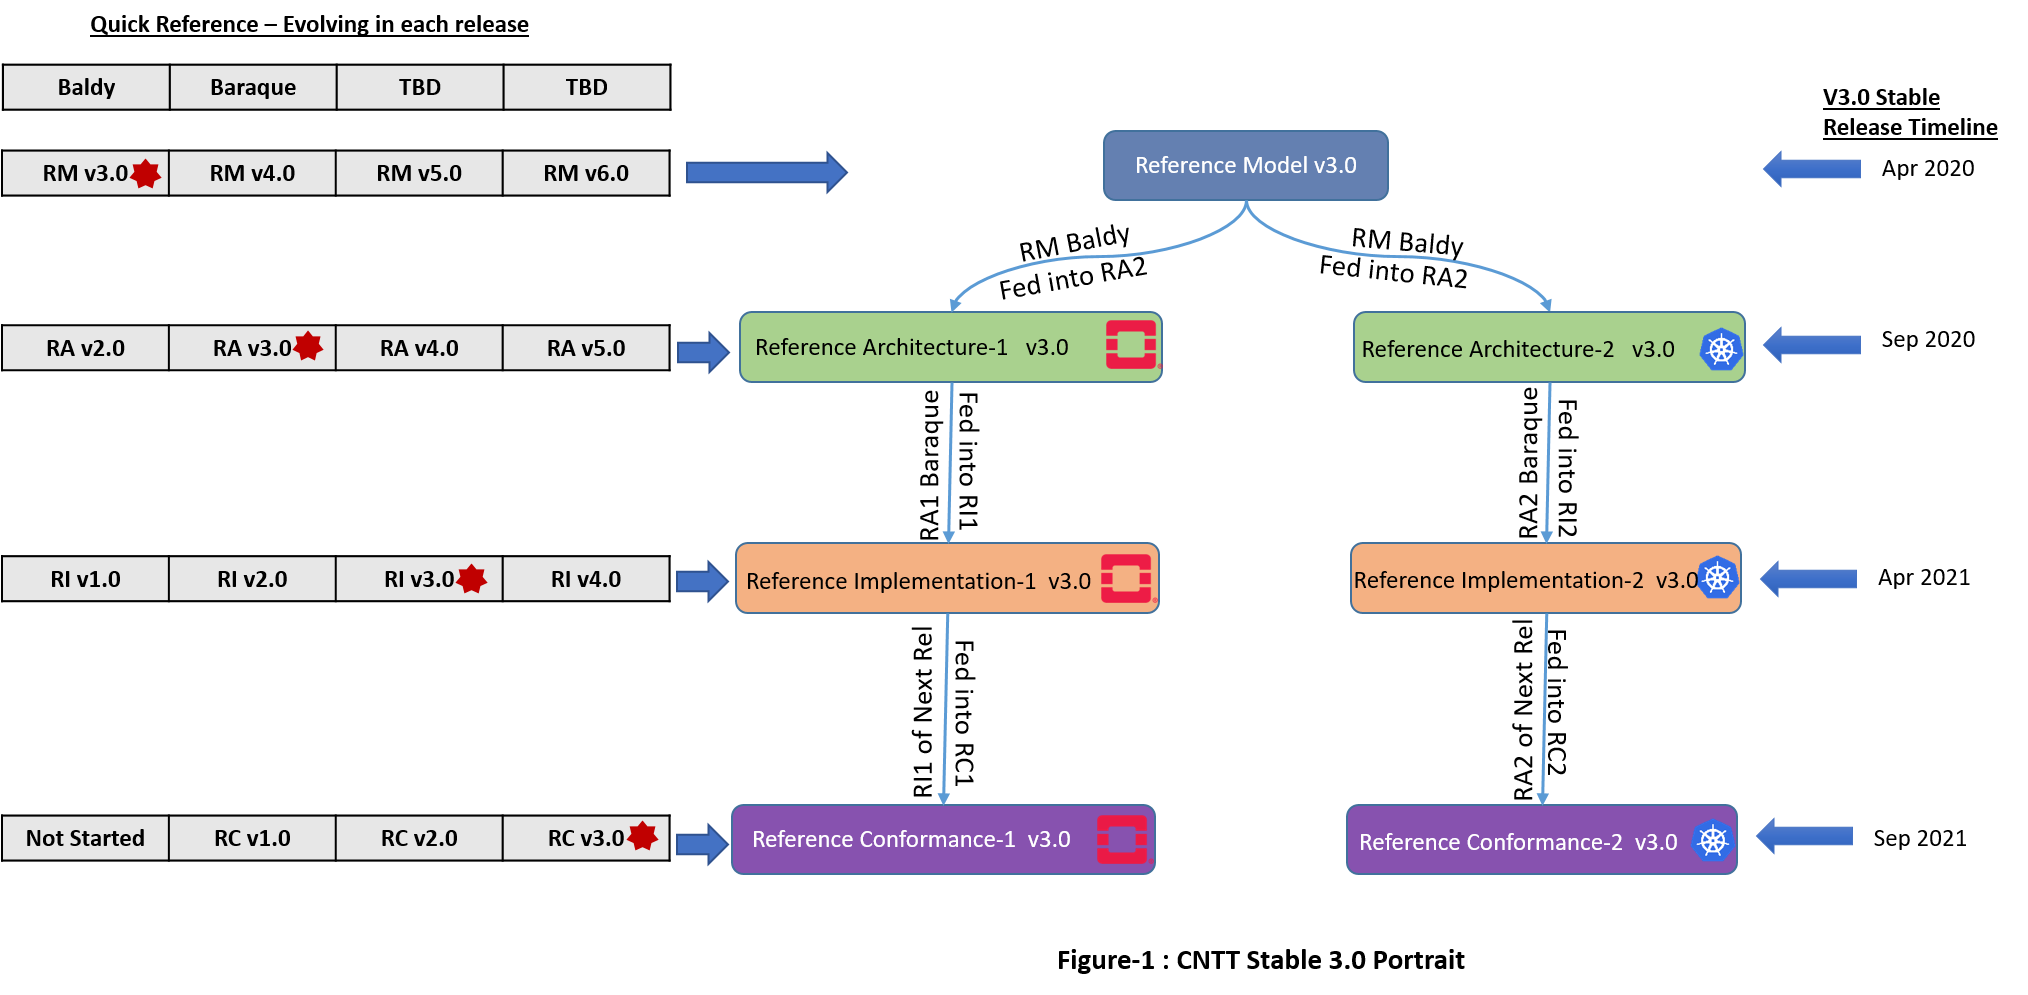 Quick Reference – Evolving in each release
Baldy Baraque TBD TBD
V3.0 Stable
Release Timeline
RM v3.0 RM v4.0 RM v5.0 RM v6.0
Reference Model v3.0
Apr 2020
RM Baldy
Fed into RA2
RM Baldy
Fed into RA2
RA v2.0 RA v3.0 RA v4.0 RA v5.0
Reference Architecture-1 v3.0
Reference Architecture-2 v3.0
Sep 2020
RA1 Baraque
Fed into RI1
RA2 Baraque
Fed into RI2
RI v1.0 RI v2.0 RI v3.0 RI v4.0
Reference Implementation-1 v3.0
Reference Implementation-2 v3.0
Apr 2021
RI1 of Next Rel
Fed into RC1
RA2 of Next Rel
Fed into RC2
Not Started RC v1.0 RC v2.0 RC v3.0
Reference Conformance-1 v3.0
Reference Conformance-2 v3.0
Sep 2021
Figure-1 : CNTT Stable 3.0 Portrait